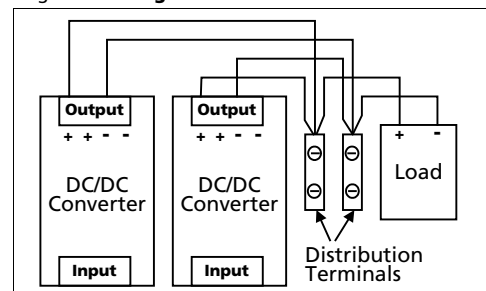 Output
+ + - -
DC/DC
Converter
Input
Output
+ + - -
DC/DC
Converter
Input
+ -
Load
Distribution
Terminals